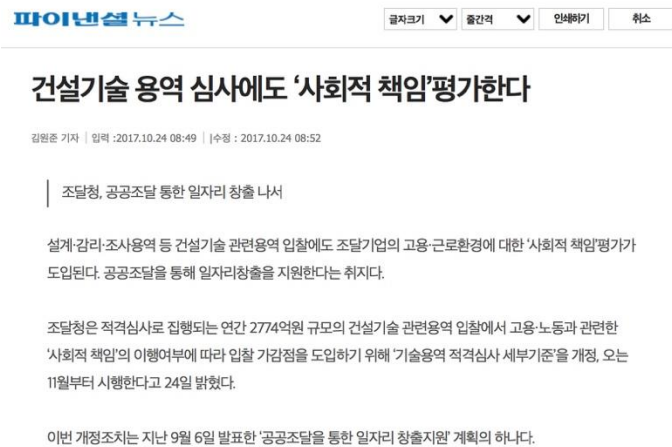 파이낸셜뉴스
글자크기 줄간격 인쇄하기 취소
건설기술 용역 심사에도 ‘사회적 책임’평가한다
김원준 기자 | 입력 :2017.10.24 08:49 | |수정 : 2017.10.24 08:52
조달청, 공공조달 통한 일자리 창출 나서
설계·감리·조사용역 등 건설기술 관련용역 입찰에도 조달기업의 고용·근로환경에 대한 ‘사회적 책임’평가가
도입된다. 공공조달을 통해 일자리창출을 지원한다는 취지다.
조달청은 적격심사로 집행되는 연간 2774억원 규모의 건설기술 관련용역 입찰에서 고용·노동과 관련한
‘사회적 책임’의 이행여부에 따라 입찰 가감점을 도입하기 위해 ‘기술용역 적격심사 세부기준’을 개정, 오는
11월부터 시행한다고 24일 밝혔다.
이번 개정조치는 지난 9월 6일 발표한 ‘공공조달을 통한 일자리 창출지원’ 계획의 하나다.